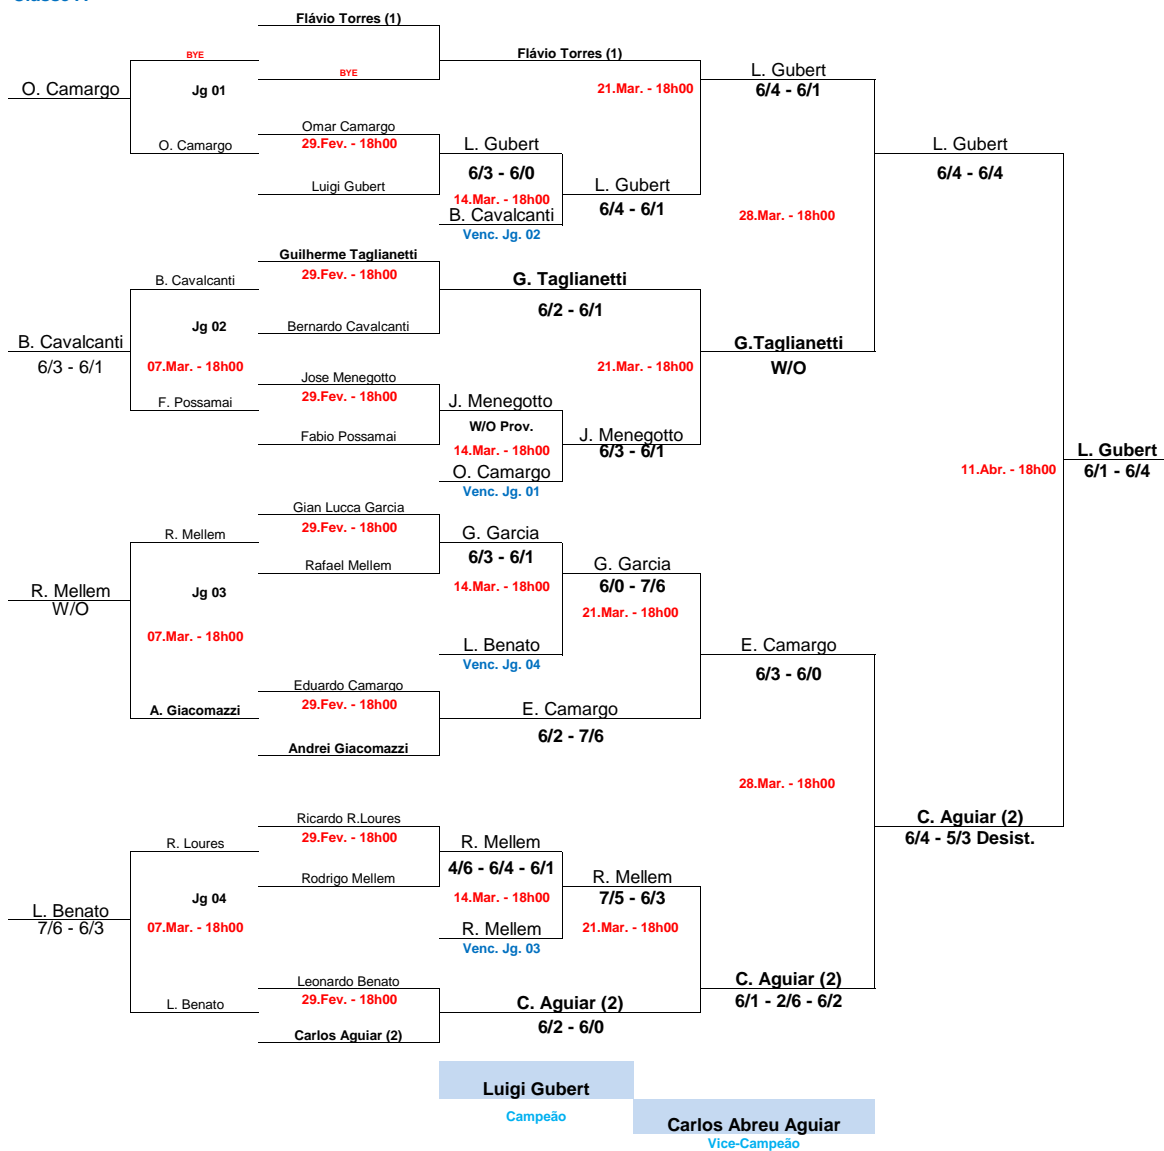 Flávio Torres (1)
BYE
Flávio Torres (1)
BYE
L. Gubert
O. Camargo
Jg 01
21.Mar. - 18h00
6/4 - 6/1
Omar Camargo
O. Camargo
29.Fev. - 18h00
L. Gubert
L. Gubert
6/3 - 6/0
6/4 - 6/4
Luigi Gubert
L. Gubert
14.Mar. - 18h00
6/4 - 6/1
B. Cavalcanti
28.Mar. - 18h00
Venc. Jg. 02
Guilherme Taglianetti
B. Cavalcanti
29.Fev. - 18h00
G. Taglianetti
6/2 - 6/1
Jg 02
Bernardo Cavalcanti
B. Cavalcanti
G.Taglianetti
6/3 - 6/1
07.Mar. - 18h00
21.Mar. - 18h00
W/O
Jose Menegotto
F. Possamai
29.Fev. - 18h00
J. Menegotto
W/O Prov.
Fabio Possamai
J. Menegotto
14.Mar. - 18h00
6/3 - 6/1
L. Gubert
O. Camargo
11.Abr. - 18h00
6/1 - 6/4
Venc. Jg. 01
Gian Lucca Garcia
R. Mellem
29.Fev. - 18h00
G. Garcia
6/3 - 6/1
Rafael Mellem
G. Garcia
R. Mellem
Jg 03
14.Mar. - 18h00
6/0 - 7/6
W/O
21.Mar. - 18h00
07.Mar. - 18h00
L. Benato
E. Camargo
Venc. Jg. 04
6/3 - 6/0
Eduardo Camargo
A. Giacomazzi
29.Fev. - 18h00
E. Camargo
6/2 - 7/6
Andrei Giacomazzi
28.Mar. - 18h00
Ricardo R.Loures
C. Aguiar (2)
R. Loures
29.Fev. - 18h00
R. Mellem
6/4 - 5/3 Desist.
4/6 - 6/4 - 6/1
Rodrigo Mellem
R. Mellem
Jg 04
14.Mar. - 18h00
7/5 - 6/3
L. Benato
7/6 - 6/3
07.Mar. - 18h00
R. Mellem
21.Mar. - 18h00
Venc. Jg. 03
Leonardo Benato
C. Aguiar (2)
L. Benato
29.Fev. - 18h00
C. Aguiar (2)
6/1 - 2/6 - 6/2
6/2 - 6/0
Carlos Aguiar (2)
Luigi Gubert
Campeão
Carlos Abreu Aguiar
Vice-Campeão